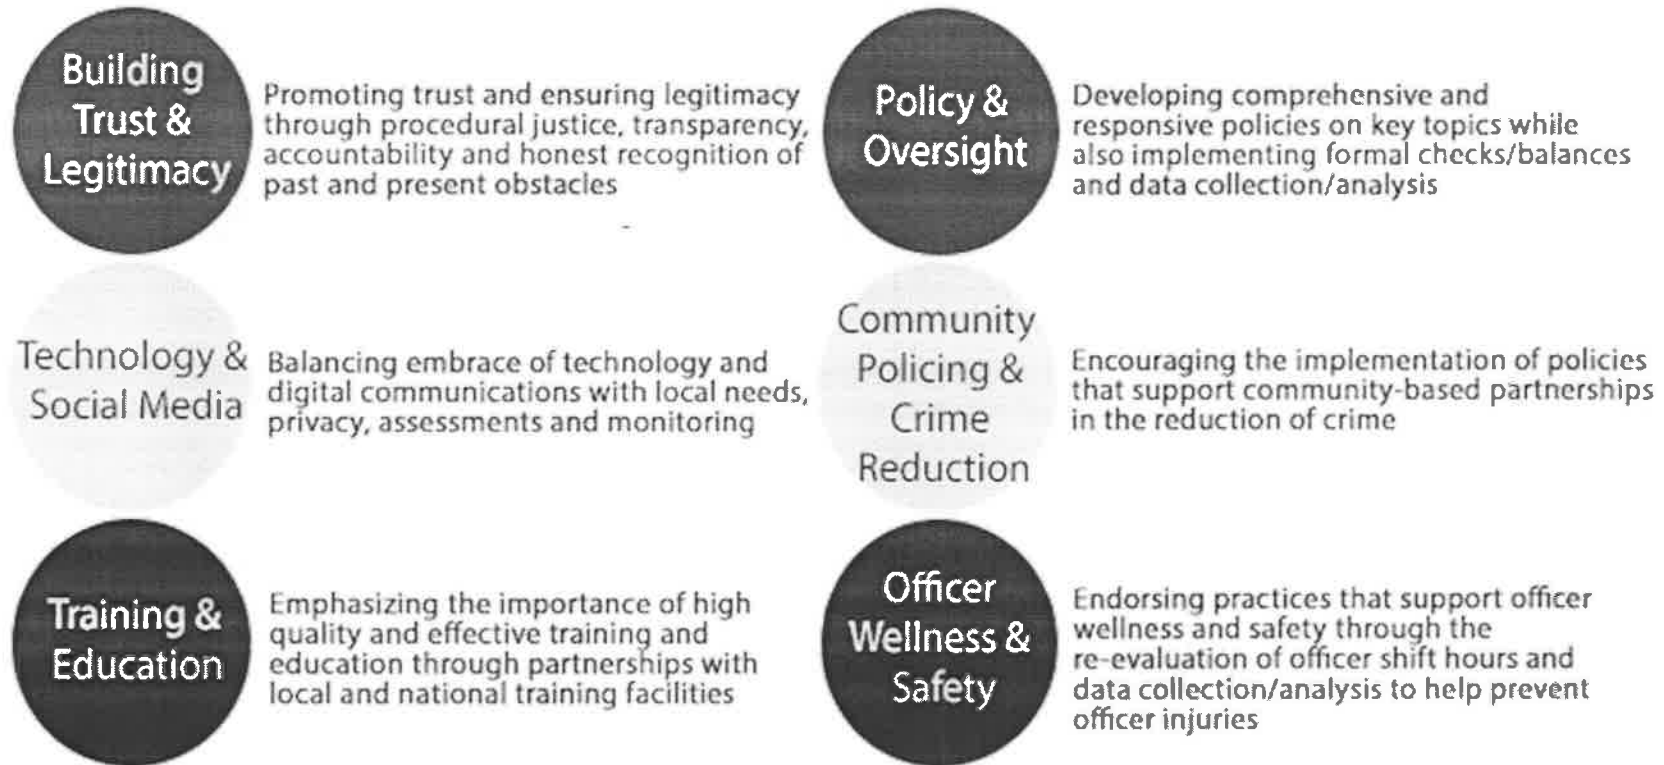 Building
Trust &
Legitimacy
Promoting trust and ensuring legitimacy
through procedural justice, transparency,
accountability and honest recognition of
past and present obstacles
Policy &
Oversight
Developing comprehensive and
responsive policies on key topics while
also implementing formal checks/balances
and data collection/analysis
Technology &
Social Media
Balancing embrace of technology and
digital communications with local needs,
privacy, assessments and monitoring
Community
Policing &
Crime
Reduction
Encouraging the implementation of policies
that support community-based partnerships
in the reduction of crime
Training &
Education
Emphasizing the importance of high
quality and effective training and
education through partnerships with
local and national training facilities
Officer
Wellness &
Safety
Endorsing practices that support officer
wellness and safety through the
re-evaluation of officer shift hours and
data collection/analysis to help prevent
officer injuries